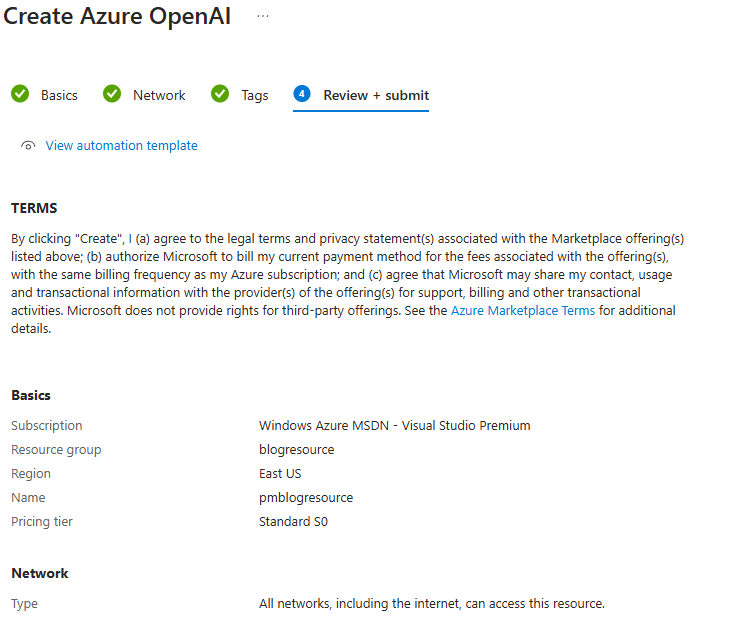 Create Azure OpenAI ...
Basics Network Tags 4 Review + submit
View automation template
TERMS
By clicking "Create", I (a) agree to the legal terms and privacy statement(s) associated with the Marketplace offering(s)
listed above; (b) authorize Microsoft to bill my current payment method for the fees associated with the offering(s),
with the same billing frequency as my Azure subscription; and (c) agree that Microsoft may share my contact, usage
and transactional information with the provider(s) of the offering(s) for support, billing and other transactional
activities. Microsoft does not provide rights for third-party offerings. See the Azure Marketplace Terms for additional
details.
Basics
Subscription Windows Azure MSDN - Visual Studio Premium
Resource group blogresource
Region East US
Name pmblogresource
Pricing tier Standard S0
Network
Type All networks, including the internet, can access this resource.